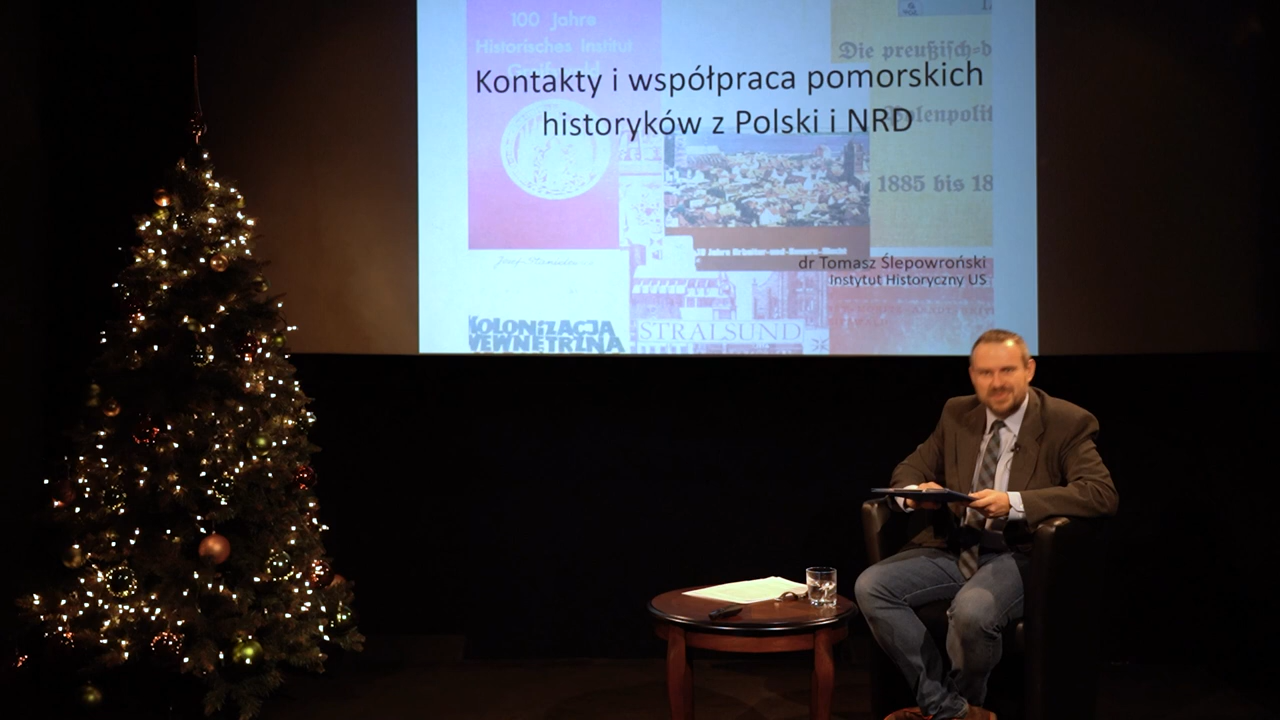 100 Jahre
Historisches Institut
Die preußisch-d
Kontakty i współpraca pomorskich
historyków z Polski i NRD
olenpolit
1885 bis 18
dr Tomasz Ślepowroński
Instytut Historyczny US
KOLONIZACJA
WEWNĘTRZNA
STRALSUND